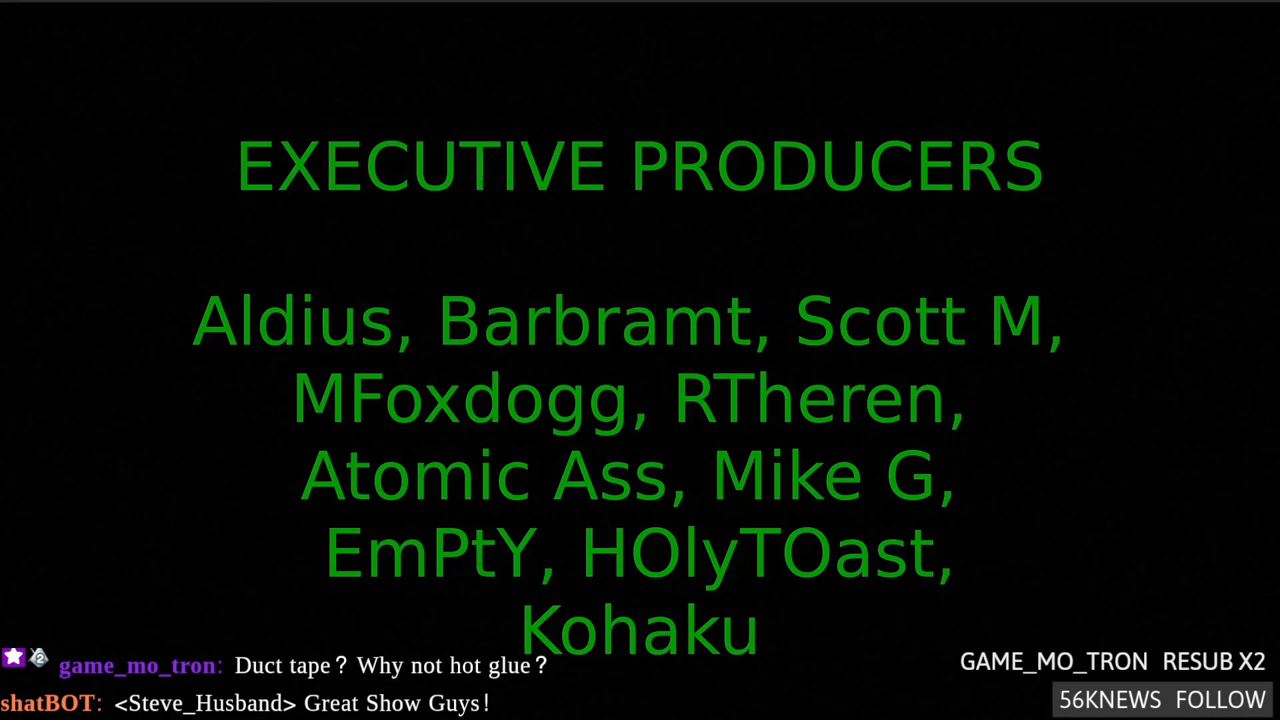 EXECUTIVE PRODUCERS
Aldius, Barbramt, Scott M,
MFoxdogg, RTheren,
Atomic Ass, Mike G,
EmPtY, HOlyTOast,
Kohaku
2 game_mo_tron: Duct tape? Why not hot glue?
GAME_MO_TRON RESUB X2
shatBOT: <Steve_Husband> Great Show Guys!
56KNEWS FOLLOW